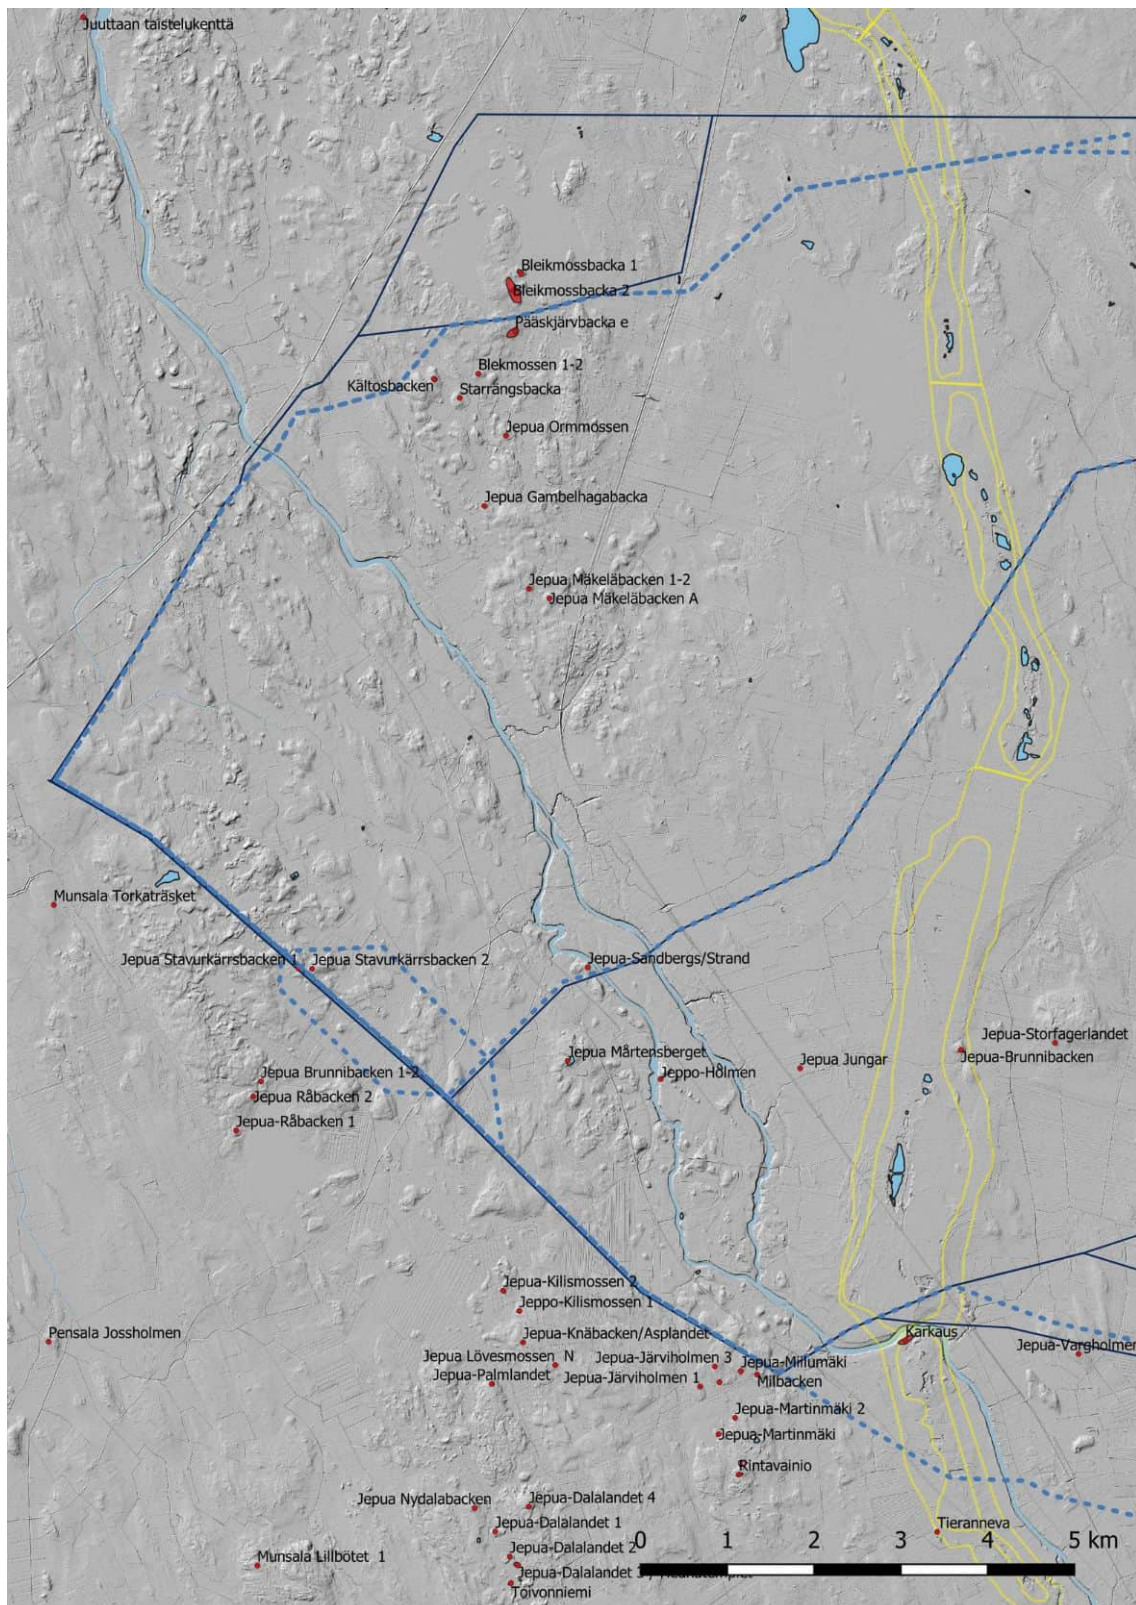 Juuttaan taistelukenttä
Bleikmossbacka 1
Bleikmossbacka 2
Pääskjärvbacka e
Blekmossen 1-2
Kältosbacken
Starrängsbacka
Jepua Ormmossen
Jepua Gambelhagabacka
Jepua Mäkeläbacken 1-2
Jepua Mäkeläbacken A
Munsala Torkaträsket
Jepua Stavurkärrsbacken 1
Jepua Stavurkärrsbacken 2
Jepua-Sandbergs/Strand
Jepua-Storfagerlandet
Jepua-Brunnibacken
Jepua Mårtensberget
Jepua Jungar
Jeppo-Holmen
Jepua Brunnibacken 1-2
Jepua Råbacken 2
Jepua-Råbacken 1
Jepua-Kilismossen 2
Jeppo-Kilismossen 1
Pensala Jossholmen
Jepua-Knäbacken/Asplandet
Karkaus
Jepua-Vargholmen
Jepua Lövesmossen N
Jepua-Järviholmen 3
Jepua-Millumäki
Jepua-Palmlandet
Jepua-Järviholmen 1
Milbacken
Jepua-Martinmäki 2
Jepua-Martinmäki
Rintavainio
Jepua Nydalabacken
Jepua-Dalalandet 4
Jepua-Dalalandet 1
Tieranneva
0 1 2 3 4 5 km
Jepua-Dalalandet 2
Munsala Lillbötet 1
Jepua-Dalalandet 3 /
Toivonniemi